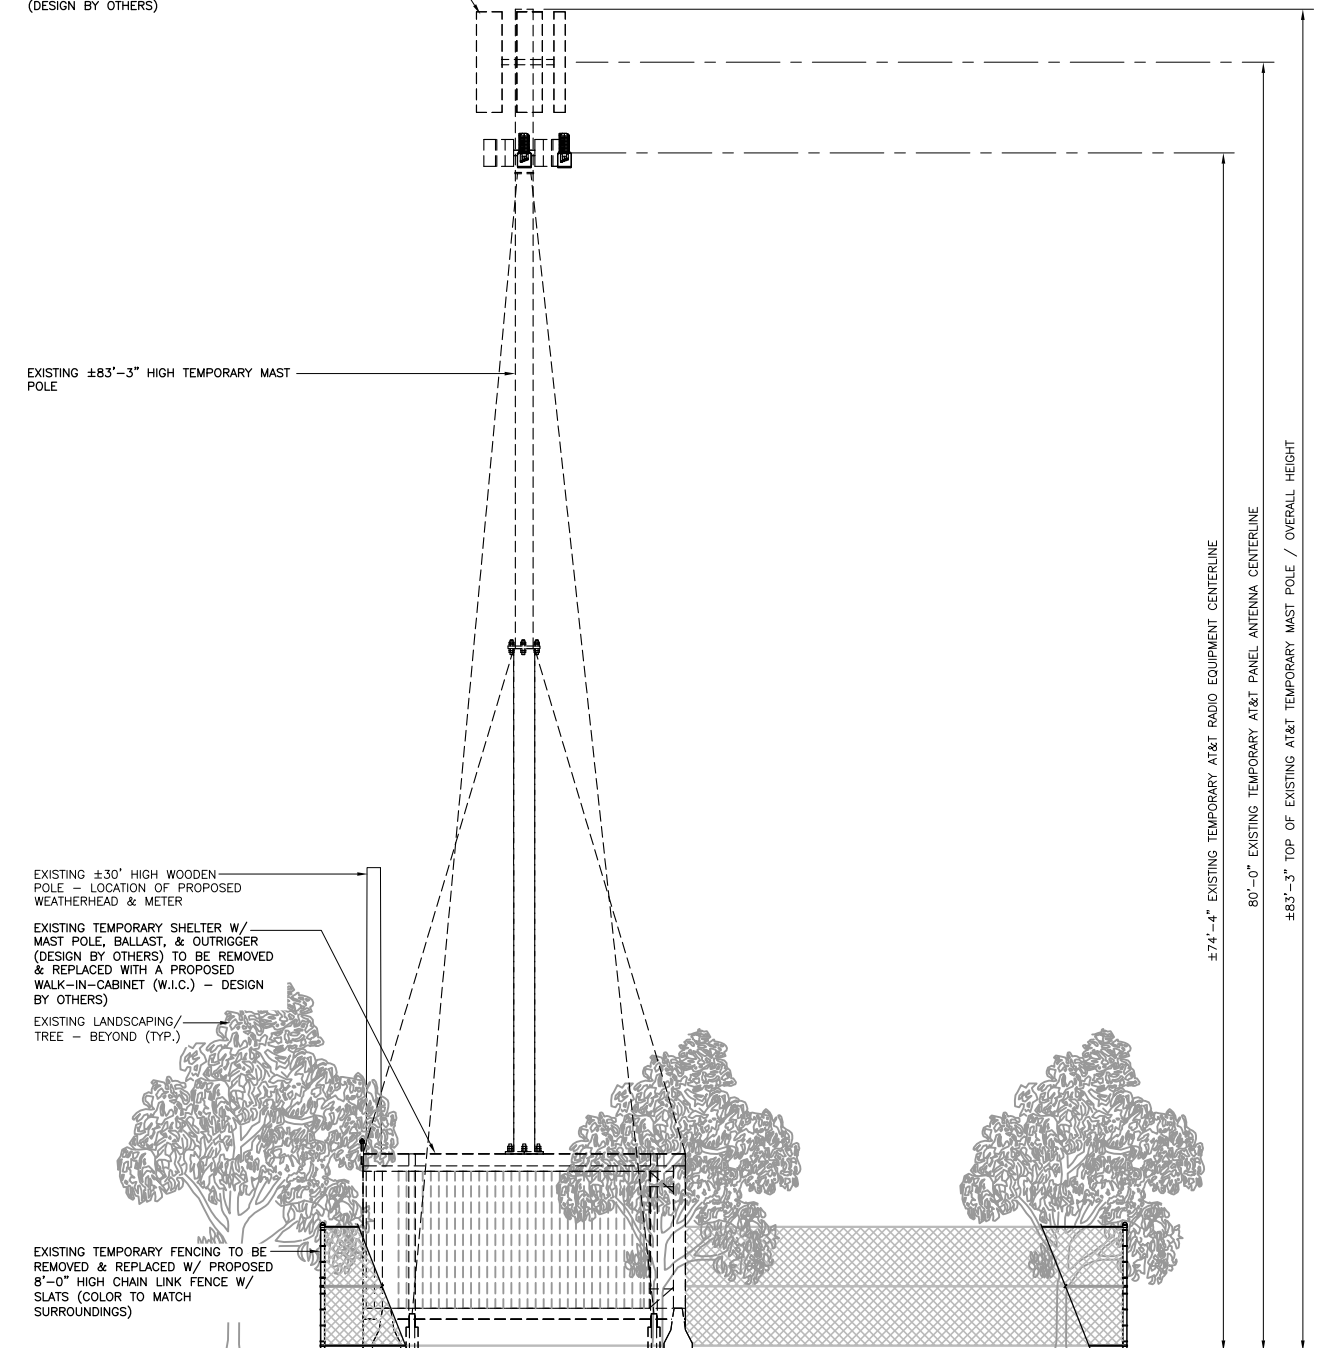 (DESIGN BY OTHERS)
EXISTING ±83'-3" HIGH TEMPORARY MAST
POLE
EXISTING ±30' HIGH WOODEN
POLE - LOCATION OF PROPOSED
WEATHERHEAD & METER
EXISTING TEMPORARY SHELTER W/
MAST POLE, BALLAST, & OUTRIGGER
(DESIGN BY OTHERS) TO BE REMOVED
& REPLACED WITH A PROPOSED
WALK-IN-CABINET (W.I.C.) - DESIGN
BY OTHERS)
EXISTING LANDSCAPING/
TREE - BEYOND (TYP.)
EXISTING TEMPORARY FENCING TO BE
REMOVED & REPLACED W/ PROPOSED
8'-0" HIGH CHAIN LINK FENCE W/
SLATS (COLOR TO MATCH
SURROUNDINGS)
±74'-4" EXISTING TEMPORARY AT&T RADIO EQUIPMENT CENTERLINE
80'-0" EXISTING TEMPORARY AT&T PANEL ANTENNA CENTERLINE
±83'-3" TOP OF EXISTING AT&T TEMPORARY MAST POLE / OVERALL HEIGHT